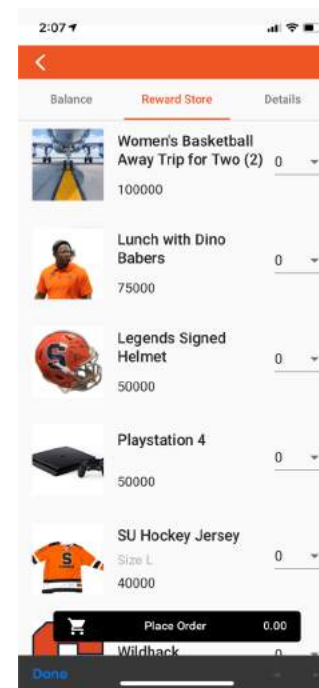 2:07
Balance
Reward Store
Details
Women's Basketball
Away Trip for Two (2)
0
100000
Lunch with Dino
Babers
0
75000
Legends Signed
Helmet
0
50000
Playstation 4
0
50000
SU Hockey Jersey
Size L
0
40000
Place Order
0.00
Wildhack
0
Done